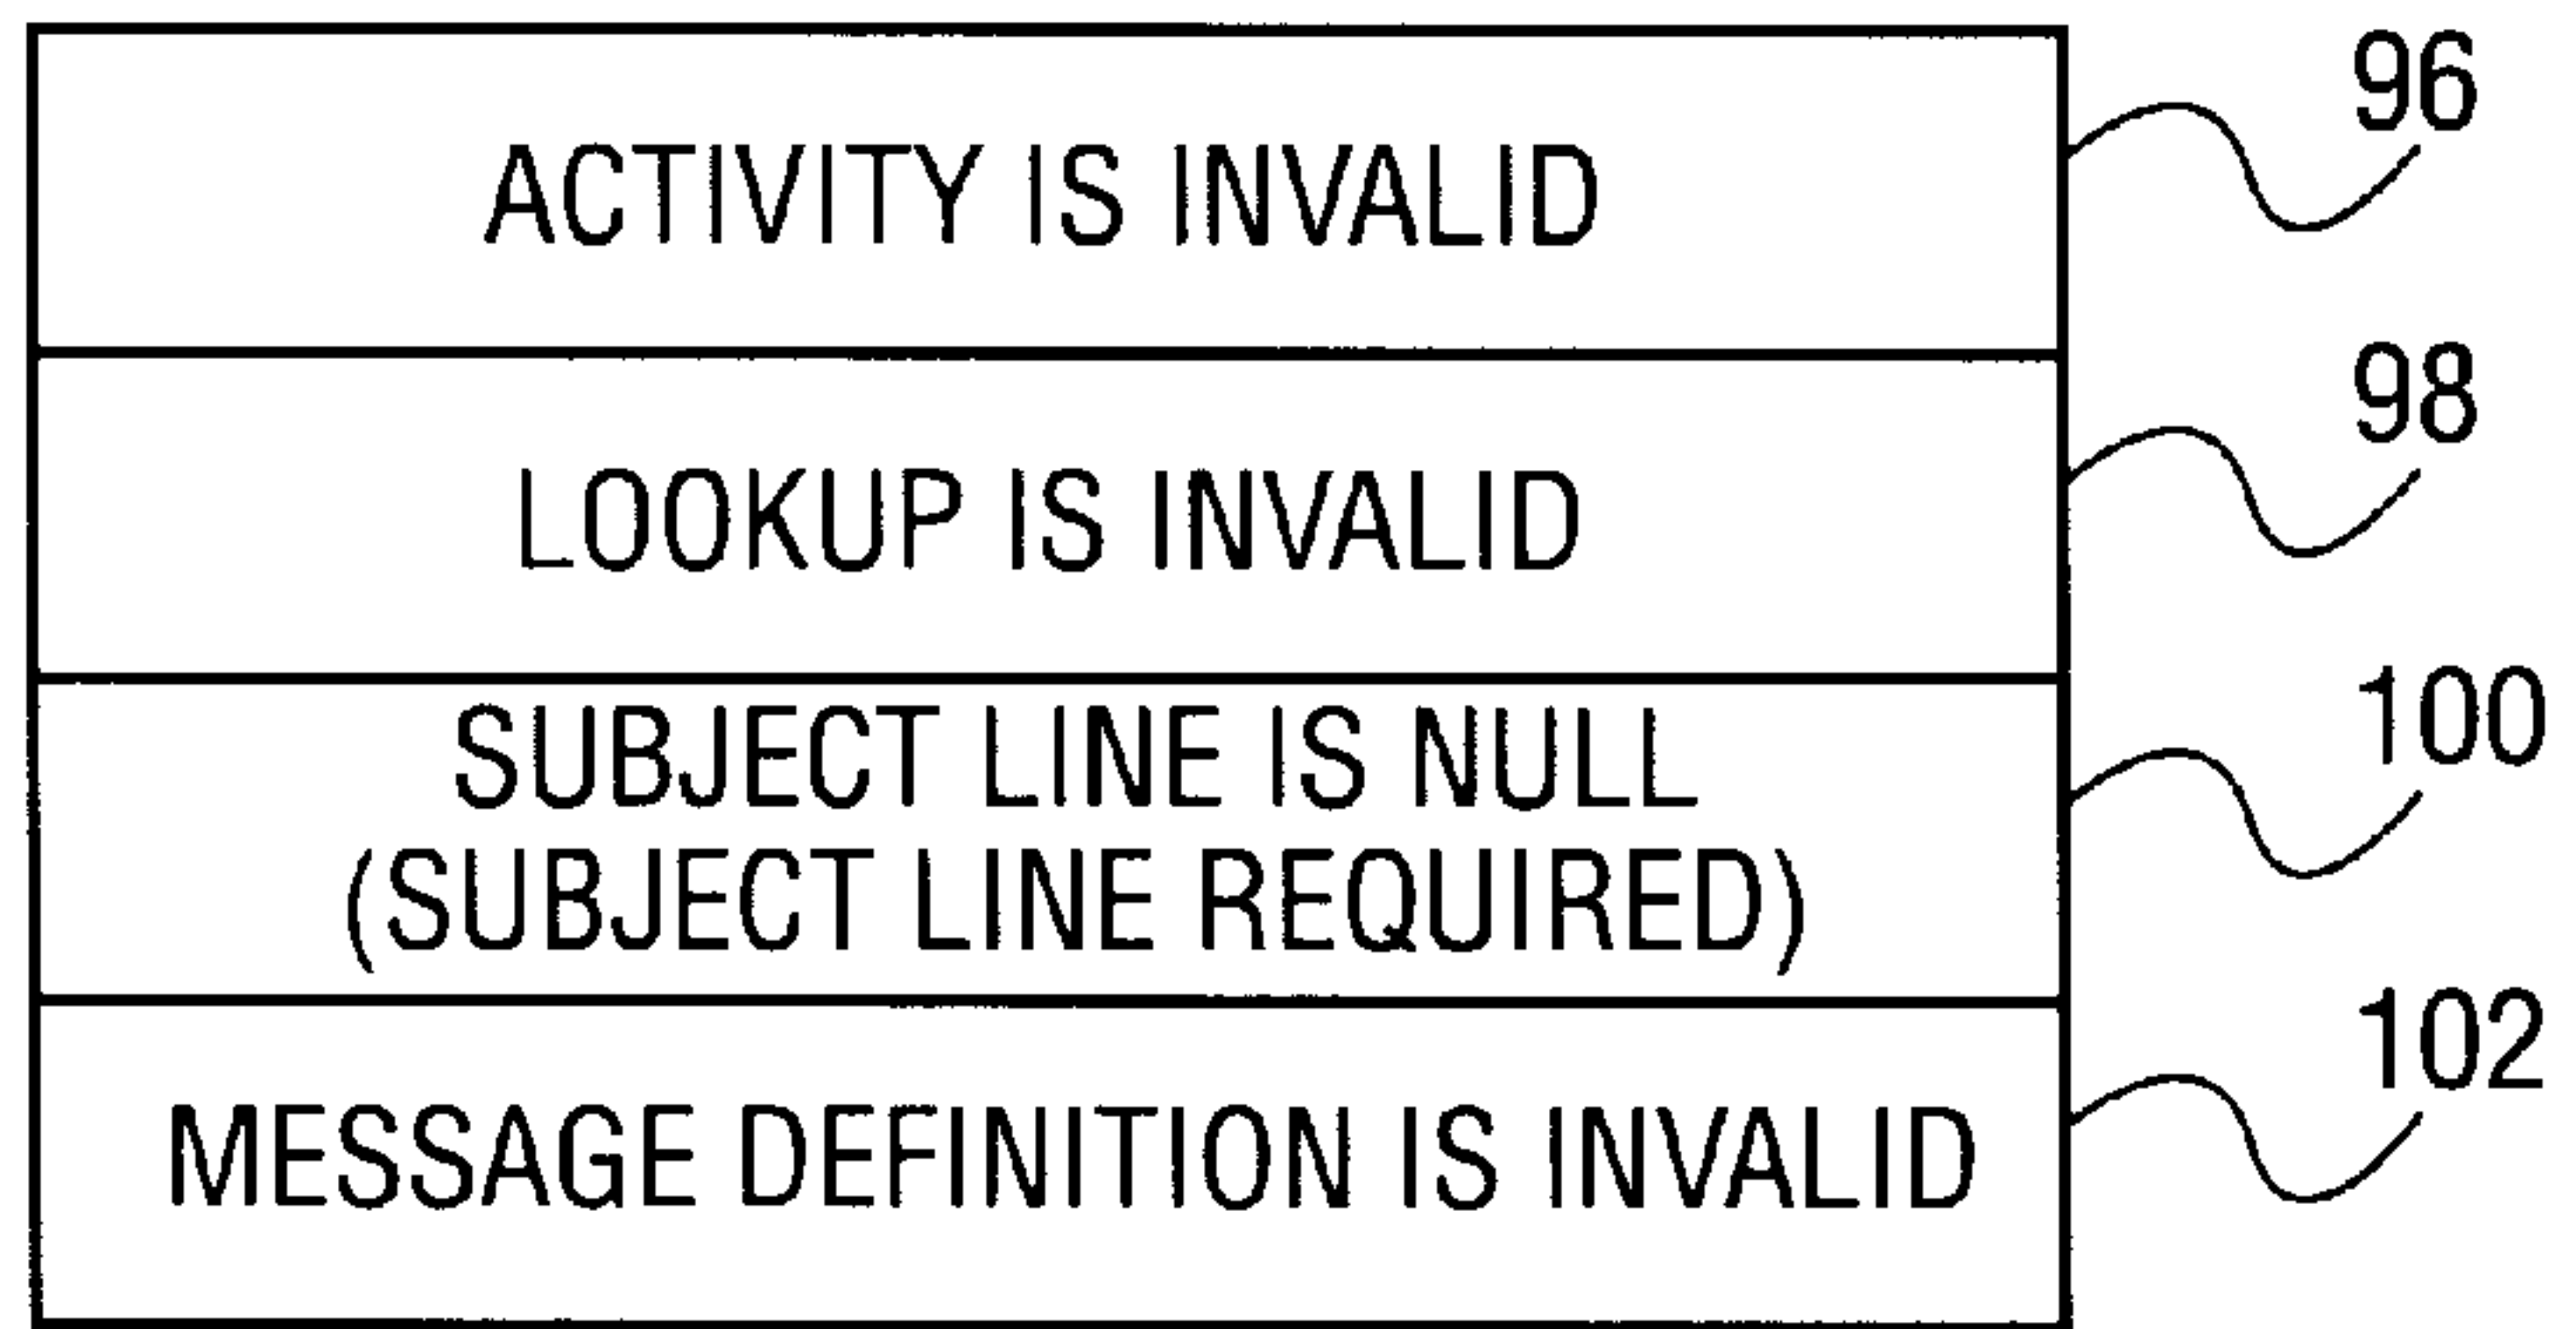 96
ACTIVITY IS INVALID
98
LOOKUP IS INVALID
100
SUBJECT LINE IS NULL
(SUBJECT LINE REQUIRED)
102
MESSAGE DEFINITION IS INVALID